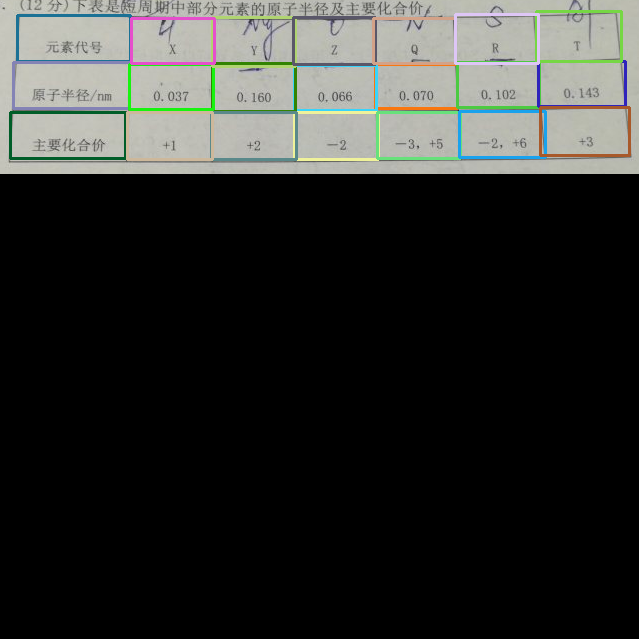 . (12 分)下表是短周期中部分元素的原子半径及主要化合价
H Mg O N S Al
元素代号 X Y Z Q R T
原子半径/nm 0.037 0.160 0.066 0.070 0.102 0.143
主要化合价 +1 +2 －2 －3，+5 －2，+6 +3